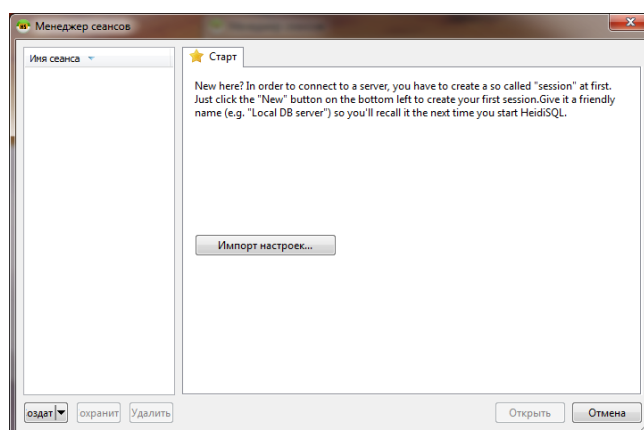 Менеджер сеансов
Имя сеанса
Старт
New here? In order to connect to a server, you have to create a so called "session" at first.
Just click the "New" button on the bottom left to create your first session.Give it a friendly
name (e.g. "Local DB server") so you'll recall it the next time you start HeidiSQL.
Импорт настроек...
оздат охранит Удалить Открыть Отмена